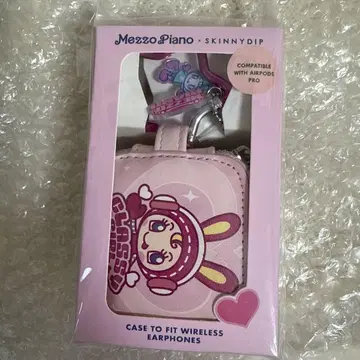 Mezzo Piano × SKINNYDIP
COMPATIBLE
WITH AIRPODS
PRO
CASE TO FIT WIRELESS
EARPHONES